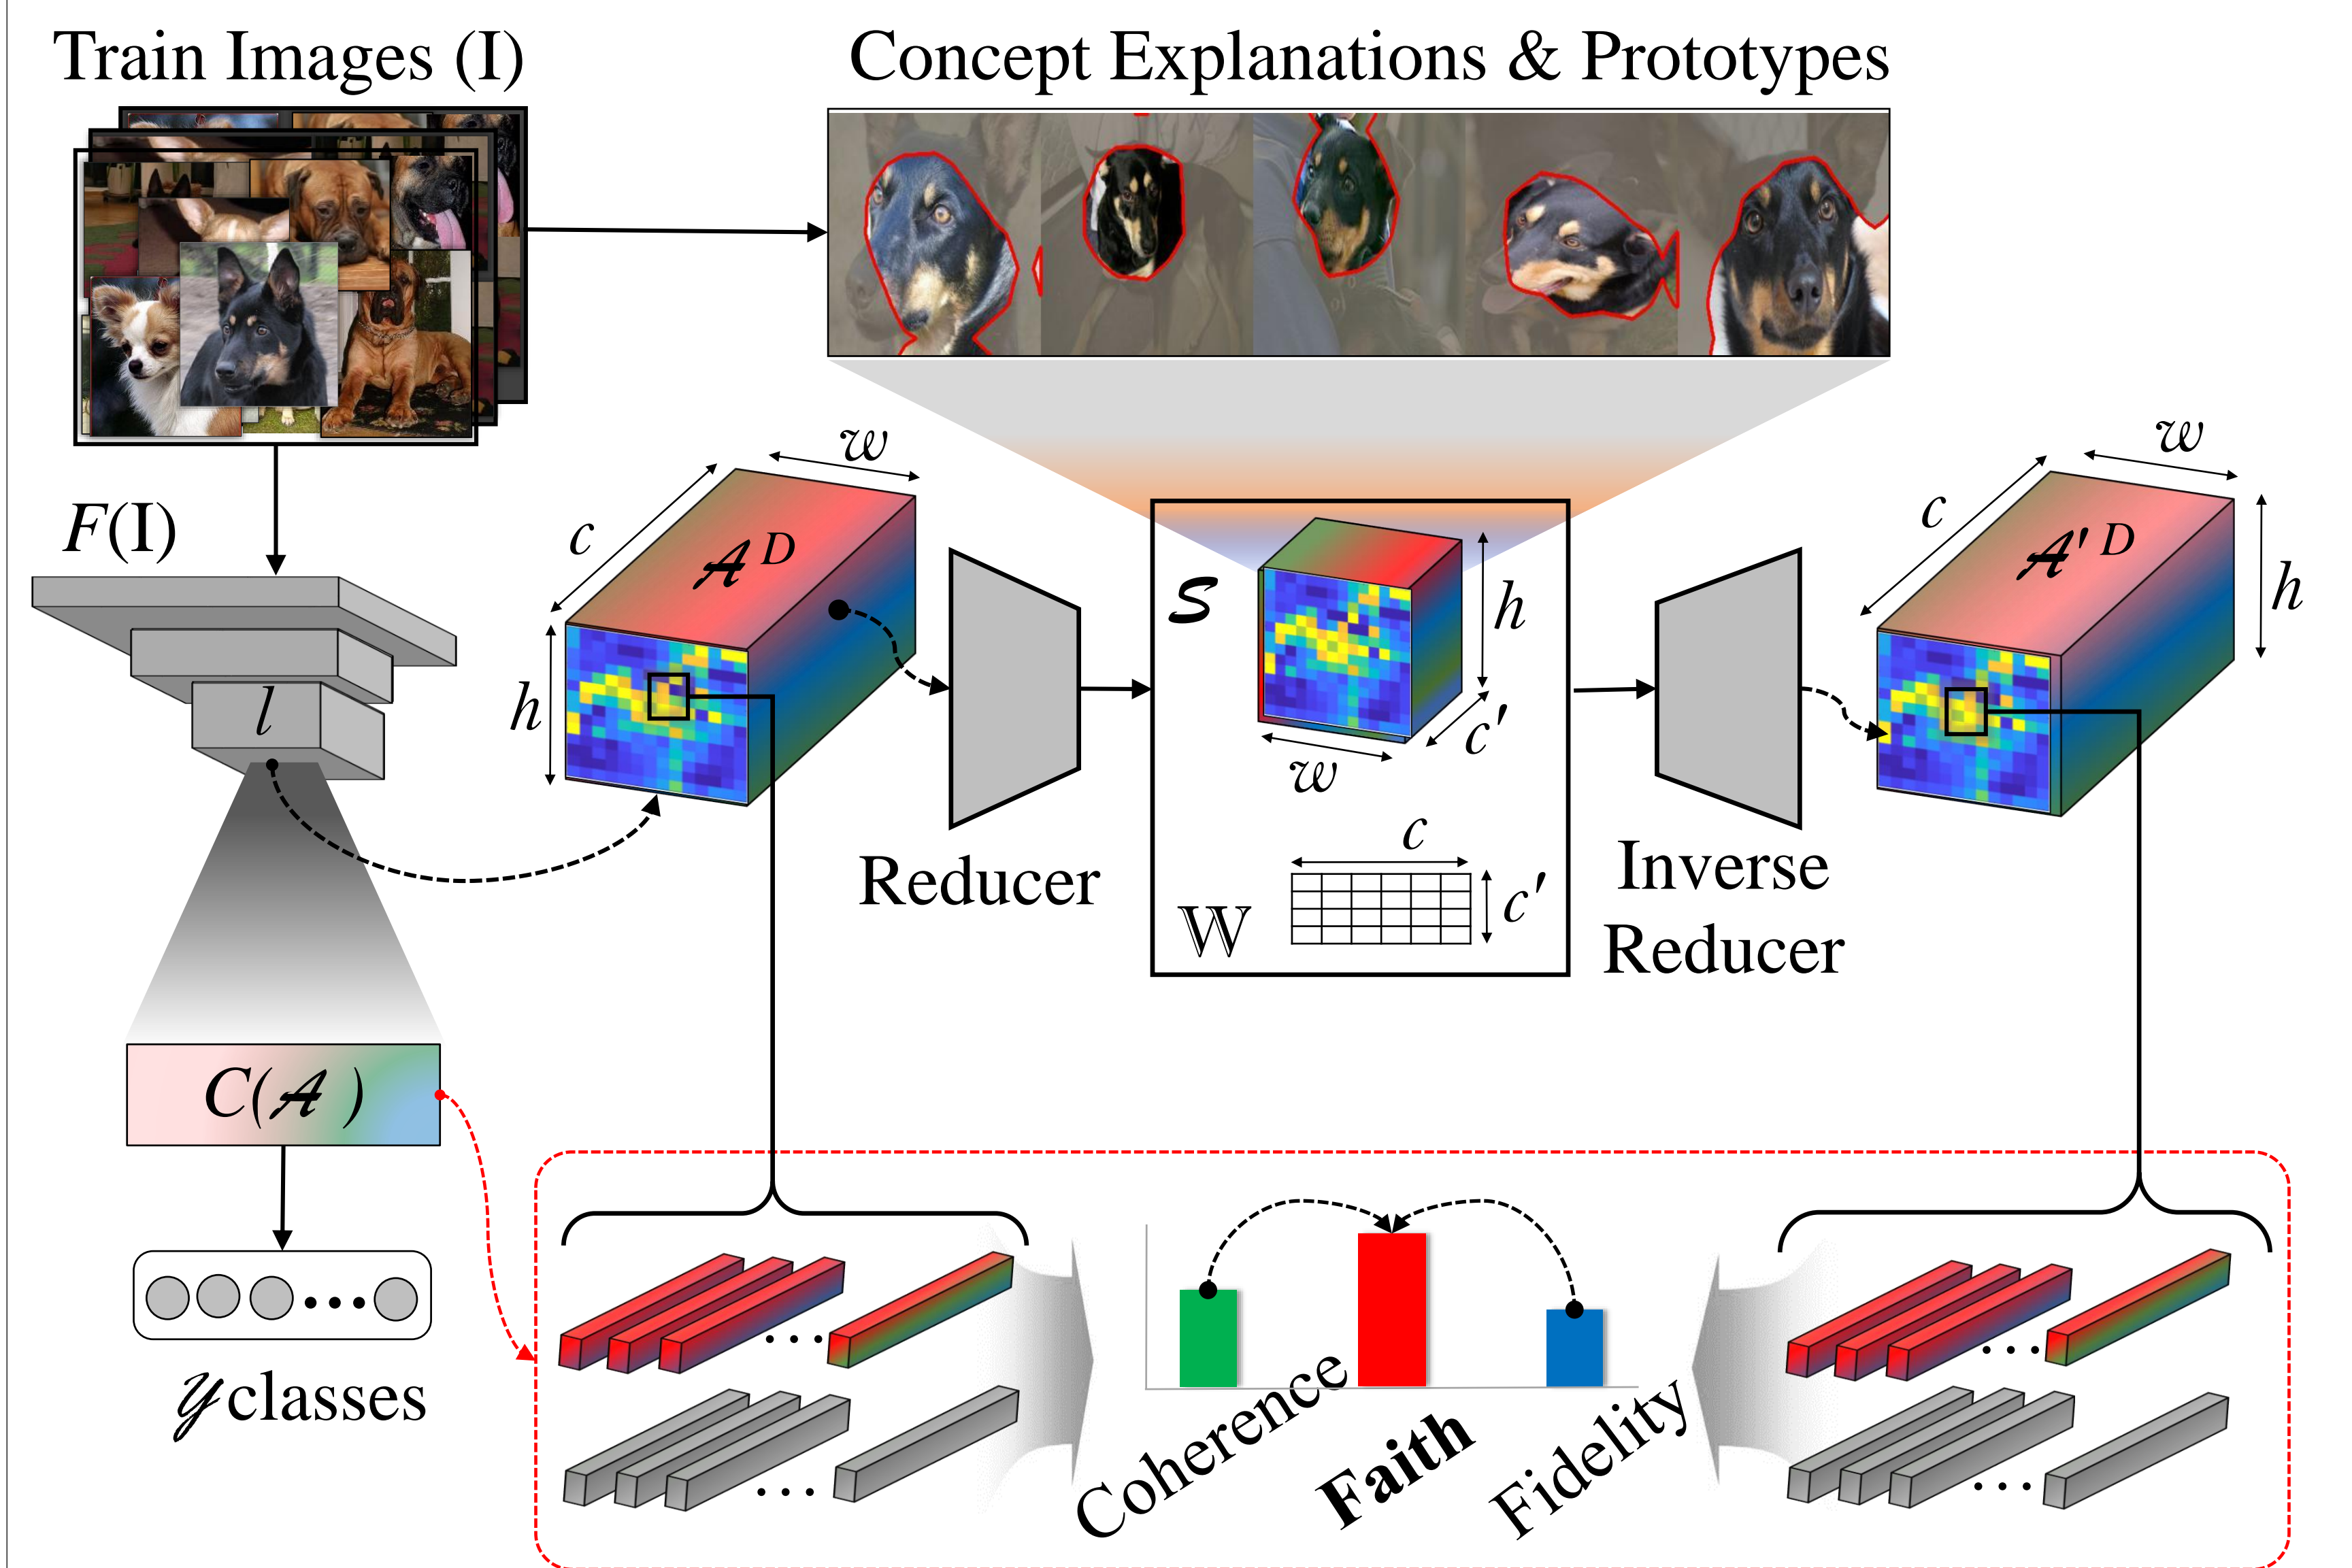 Train Images (I)
Concept Explanations & Prototypes
F(I)
w
c
𝒜 D
h
l
Reducer
𝒮
h
c'
w
c
𝕎
c'
Inverse
Reducer
w
c
𝒜' D
h
C(𝒜 )
...
𝒴 classes
...
...
Coherence
Faith
Fidelity
...
...